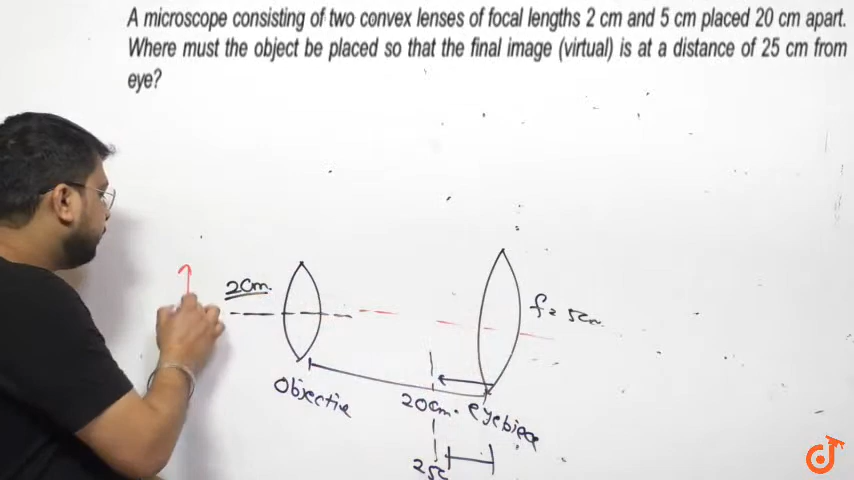 A microscope consisting of two convex lenses of focal lengths 2 cm and 5 cm placed 20 cm apart.
Where must the object be placed so that the final image (virtual) is at a distance of 25 cm from
eye?
2cm.
f = 5cm.
Objective
20cm.
eyepiece
25c